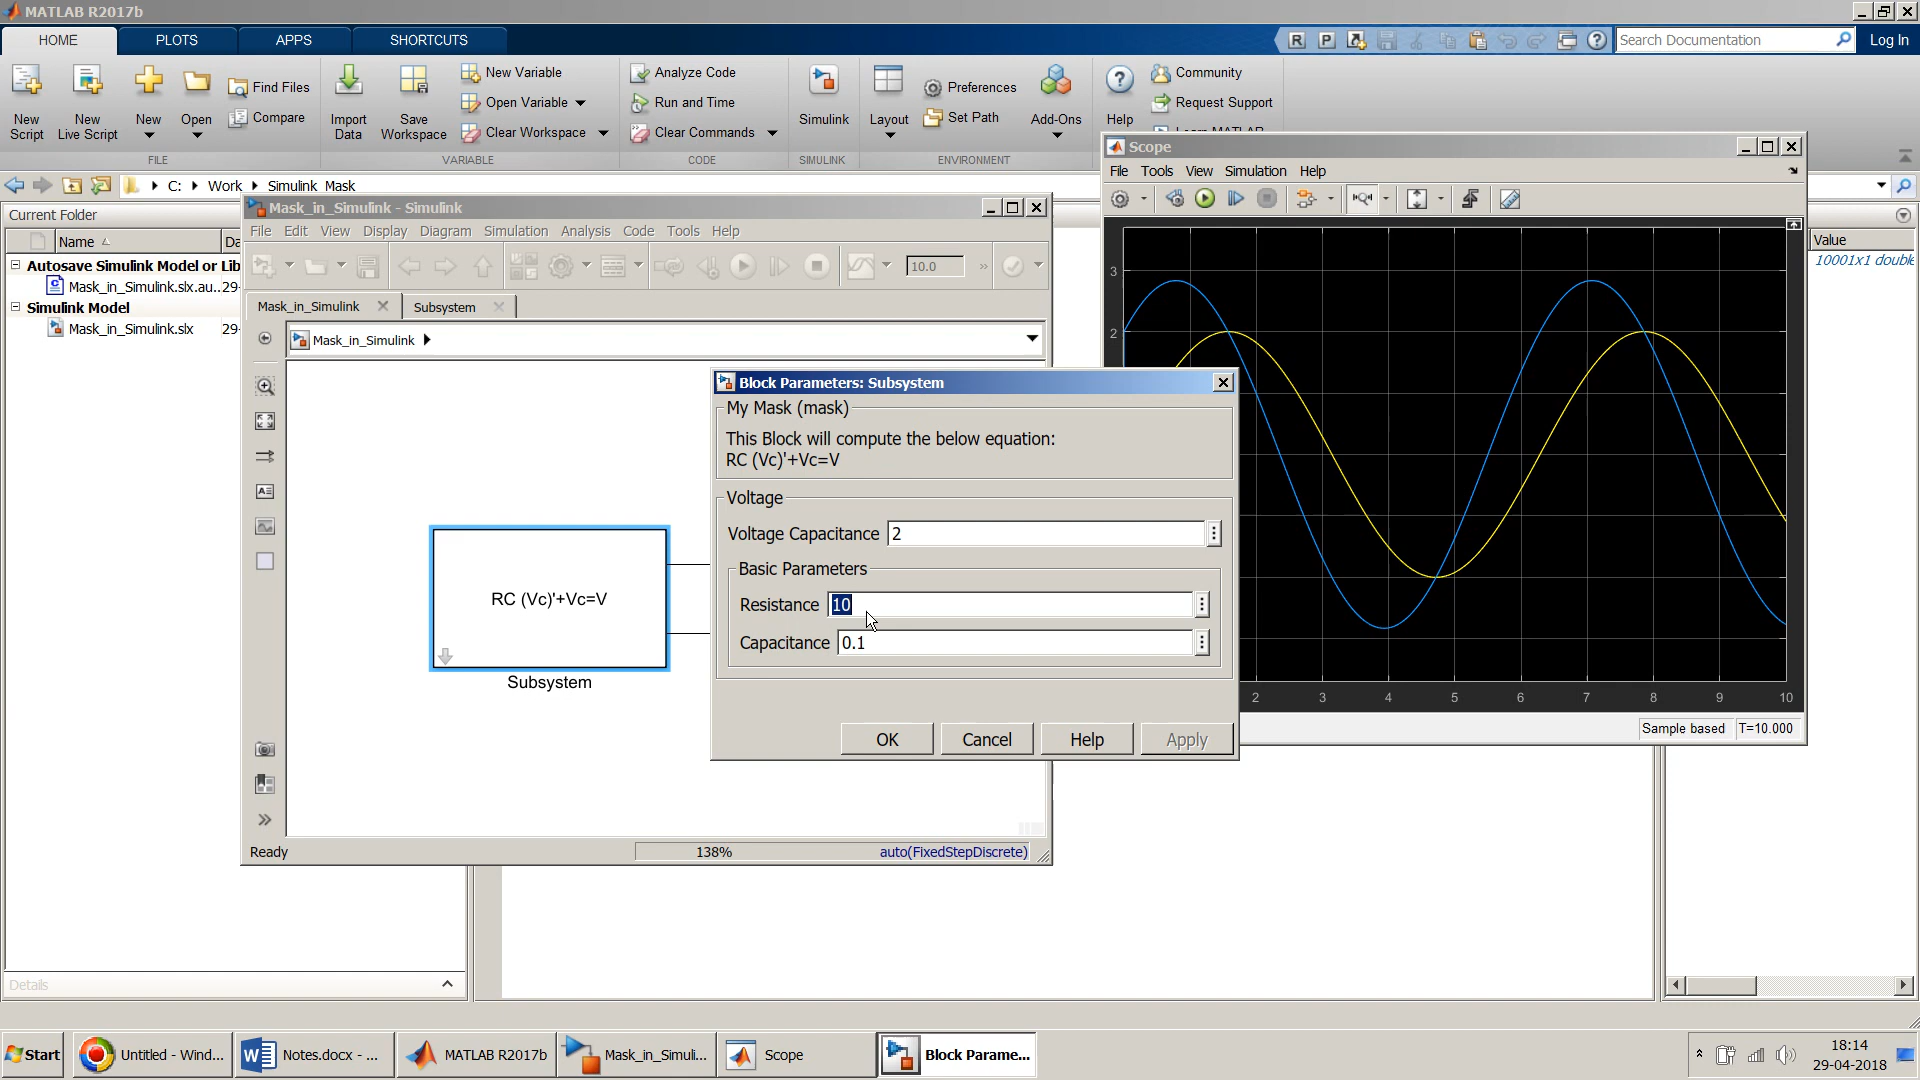 MATLAB R2017b
HOME PLOTS APPS SHORTCUTS
Search Documentation
Log In
New Script
New Live Script
New
Open
Find Files
Compare
Import Data
Save Workspace
New Variable
Open Variable
Clear Workspace
Analyze Code
Run and Time
Clear Commands
Simulink
Layout
Preferences
Set Path
Add-Ons
Help
Community
Request Support
Learn MATLAB
FILE VARIABLE CODE SIMULINK ENVIRONMENT
C: Work Simulink Mask
Current Folder
Name
Autosave Simulink Model or Lib
Mask_in_Simulink.slx.au.. 29-
Simulink Model
Mask_in_Simulink.slx 29-
Details
Mask_in_Simulink - Simulink
File Edit View Display Diagram Simulation Analysis Code Tools Help
10.0
»
Mask_in_Simulink Subsystem
Mask_in_Simulink
RC (Vc)'+Vc=V
Subsystem
Ready 138% auto(FixedStepDiscrete)
Block Parameters: Subsystem
My Mask (mask)
This Block will compute the below equation:
RC (Vc)'+Vc=V
Voltage
Voltage Capacitance 2
Basic Parameters
Resistance 10
Capacitance 0.1
OK Cancel Help Apply
Scope
File Tools View Simulation Help
3
2
2 3 4 5 6 7 8 9 10
Sample based T=10.000
Value
10001x1 double
Start
Untitled - Wind...
Notes.docx - ...
MATLAB R2017b
Mask_in_Simuli...
Scope
Block Parame...
18:14
29-04-2018